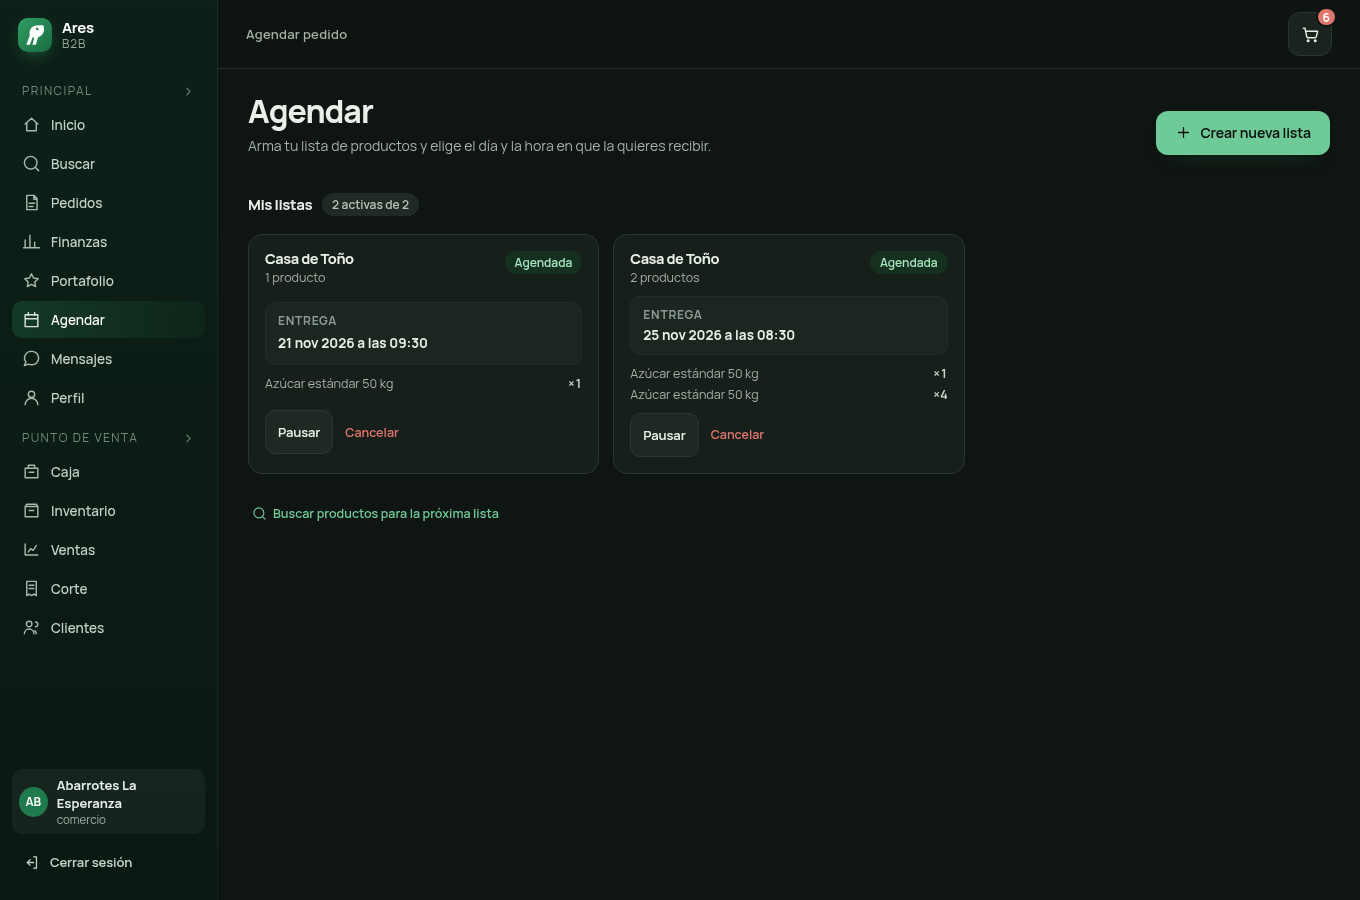 Ares
B2B
PRINCIPAL
Inicio
Buscar
Pedidos
Finanzas
Portafolio
Agendar
Mensajes
Perfil
PUNTO DE VENTA
Caja
Inventario
Ventas
Corte
Clientes
AB
Abarrotes La
Esperanza
comercio
Cerrar sesión
Agendar pedido
6
Agendar
Arma tu lista de productos y elige el día y la hora en que la quieres recibir.
Crear nueva lista
Mis listas
2 activas de 2
Casa de Toño
Agendada
1 producto
ENTREGA
21 nov 2026 a las 09:30
Azúcar estándar 50 kg ×1
Pausar
Cancelar
Casa de Toño
Agendada
2 productos
ENTREGA
25 nov 2026 a las 08:30
Azúcar estándar 50 kg ×1
Azúcar estándar 50 kg ×4
Pausar
Cancelar
Buscar productos para la próxima lista